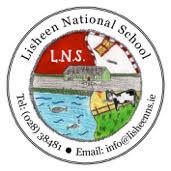 Lisheen National School
L.N.S.
Tel: (028) 38481 ● Email: info@lisheenns.ie